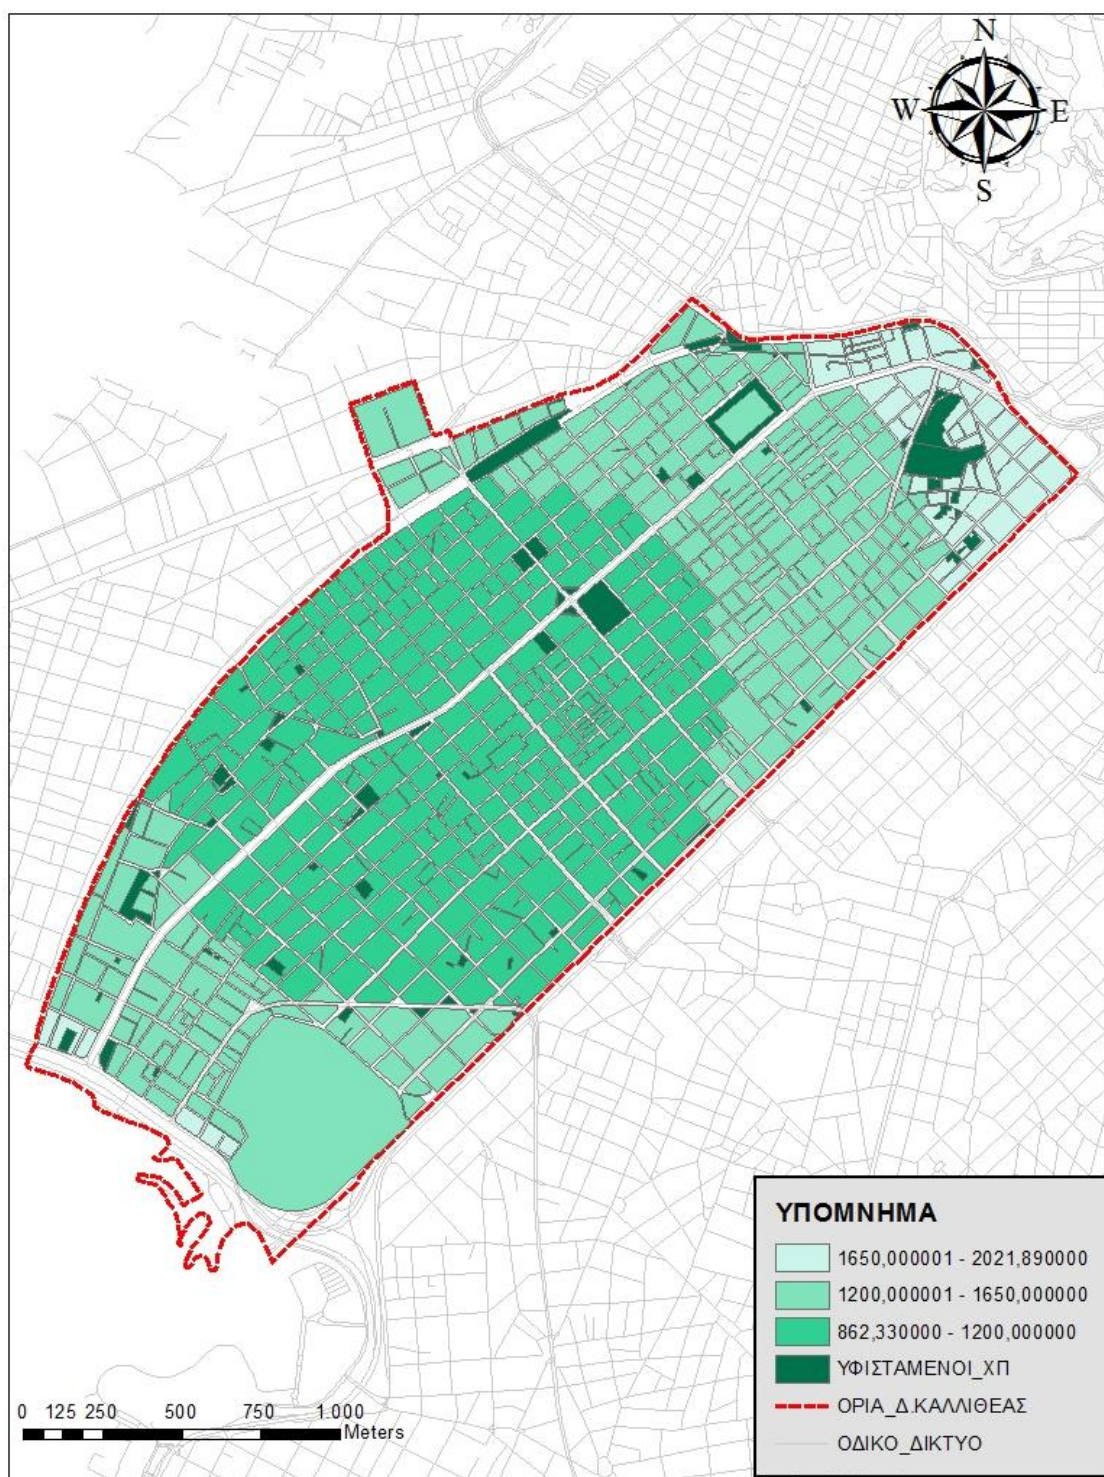 N
W E
S
ΥΠΟΜΝΗΜΑ
1650,000001 - 2021,890000
1200,000001 - 1650,000000
862,330000 - 1200,000000
ΥΦΙΣΤΑΜΕΝΟΙ_ΧΠ
ΟΡΙΑ_Δ.ΚΑΛΛΙΘΕΑΣ
ΟΔΙΚΟ_ΔΙΚΤΥΟ
0 125 250 500 750 1.000
Meters